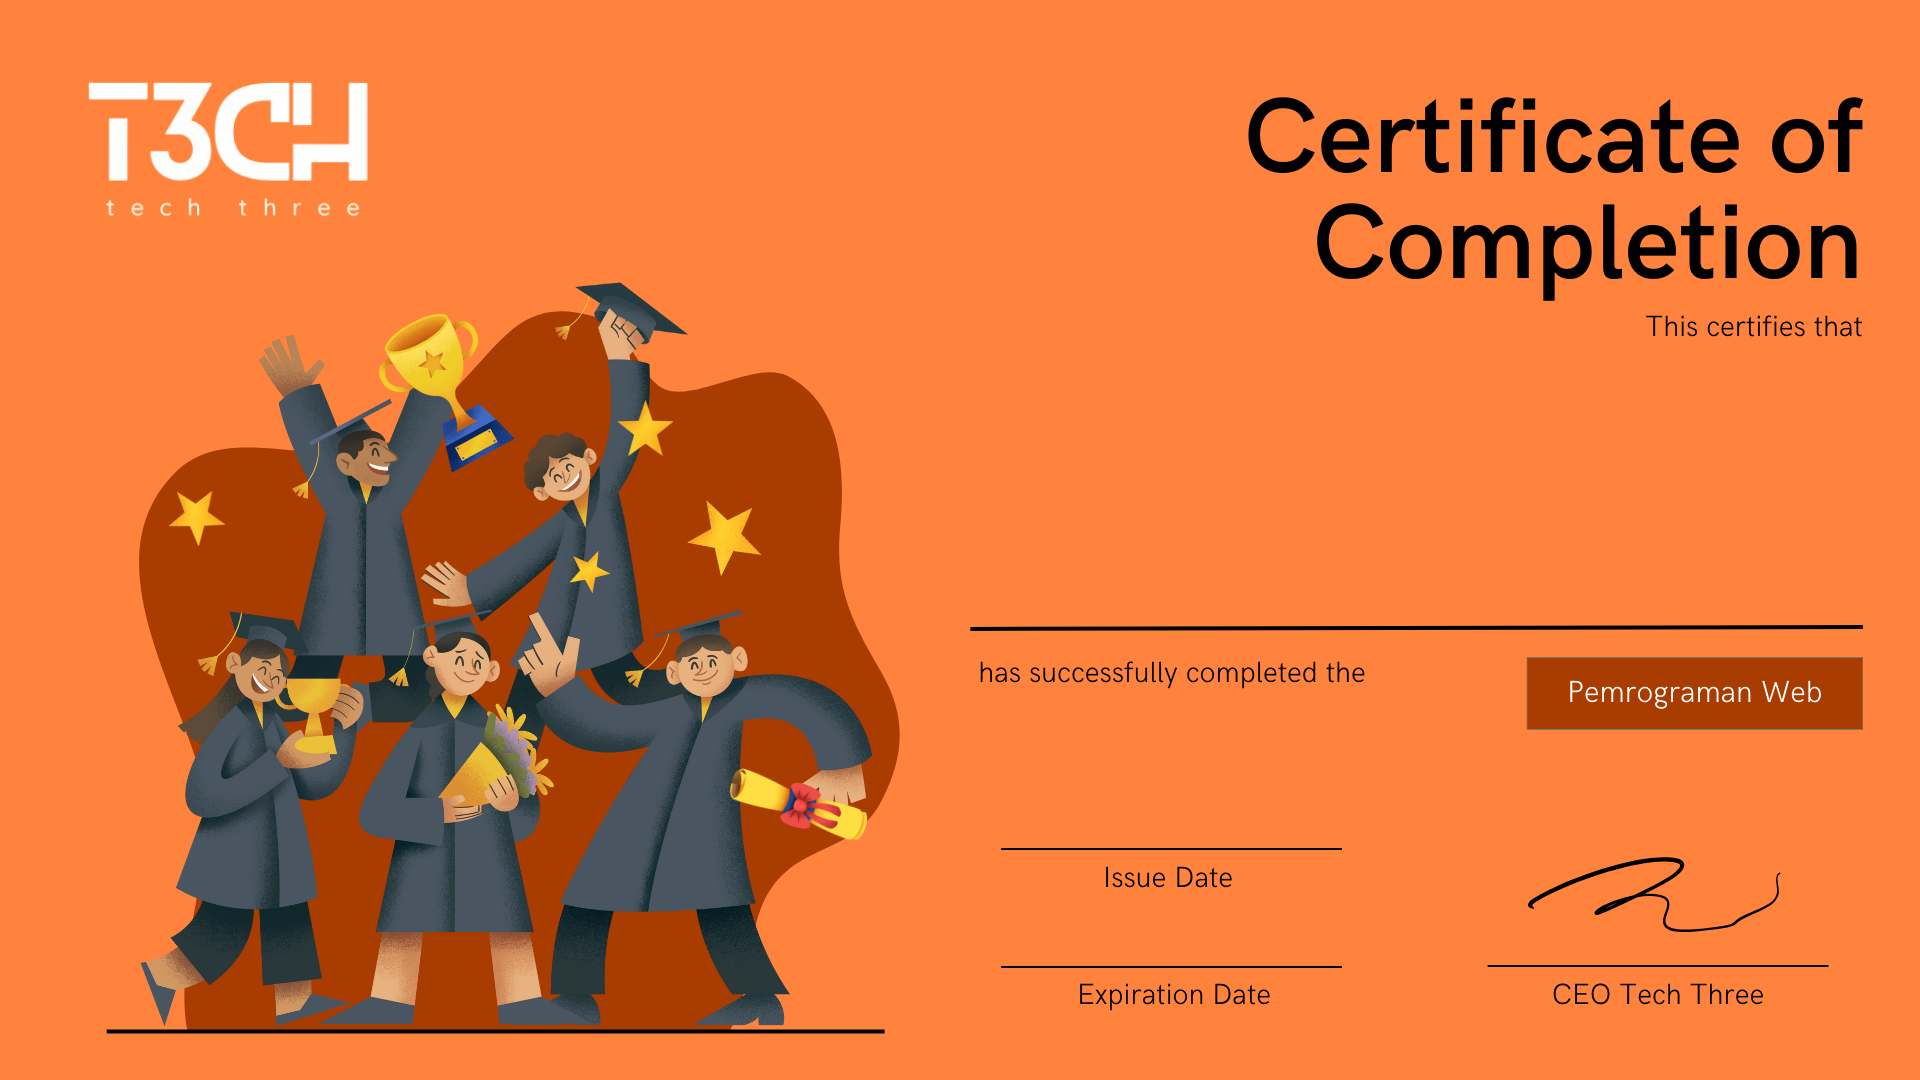 T3CH
tech three
Certificate of
Completion
This certifies that
has successfully completed the
Pemrograman Web
Issue Date
Expiration Date
CEO Tech Three